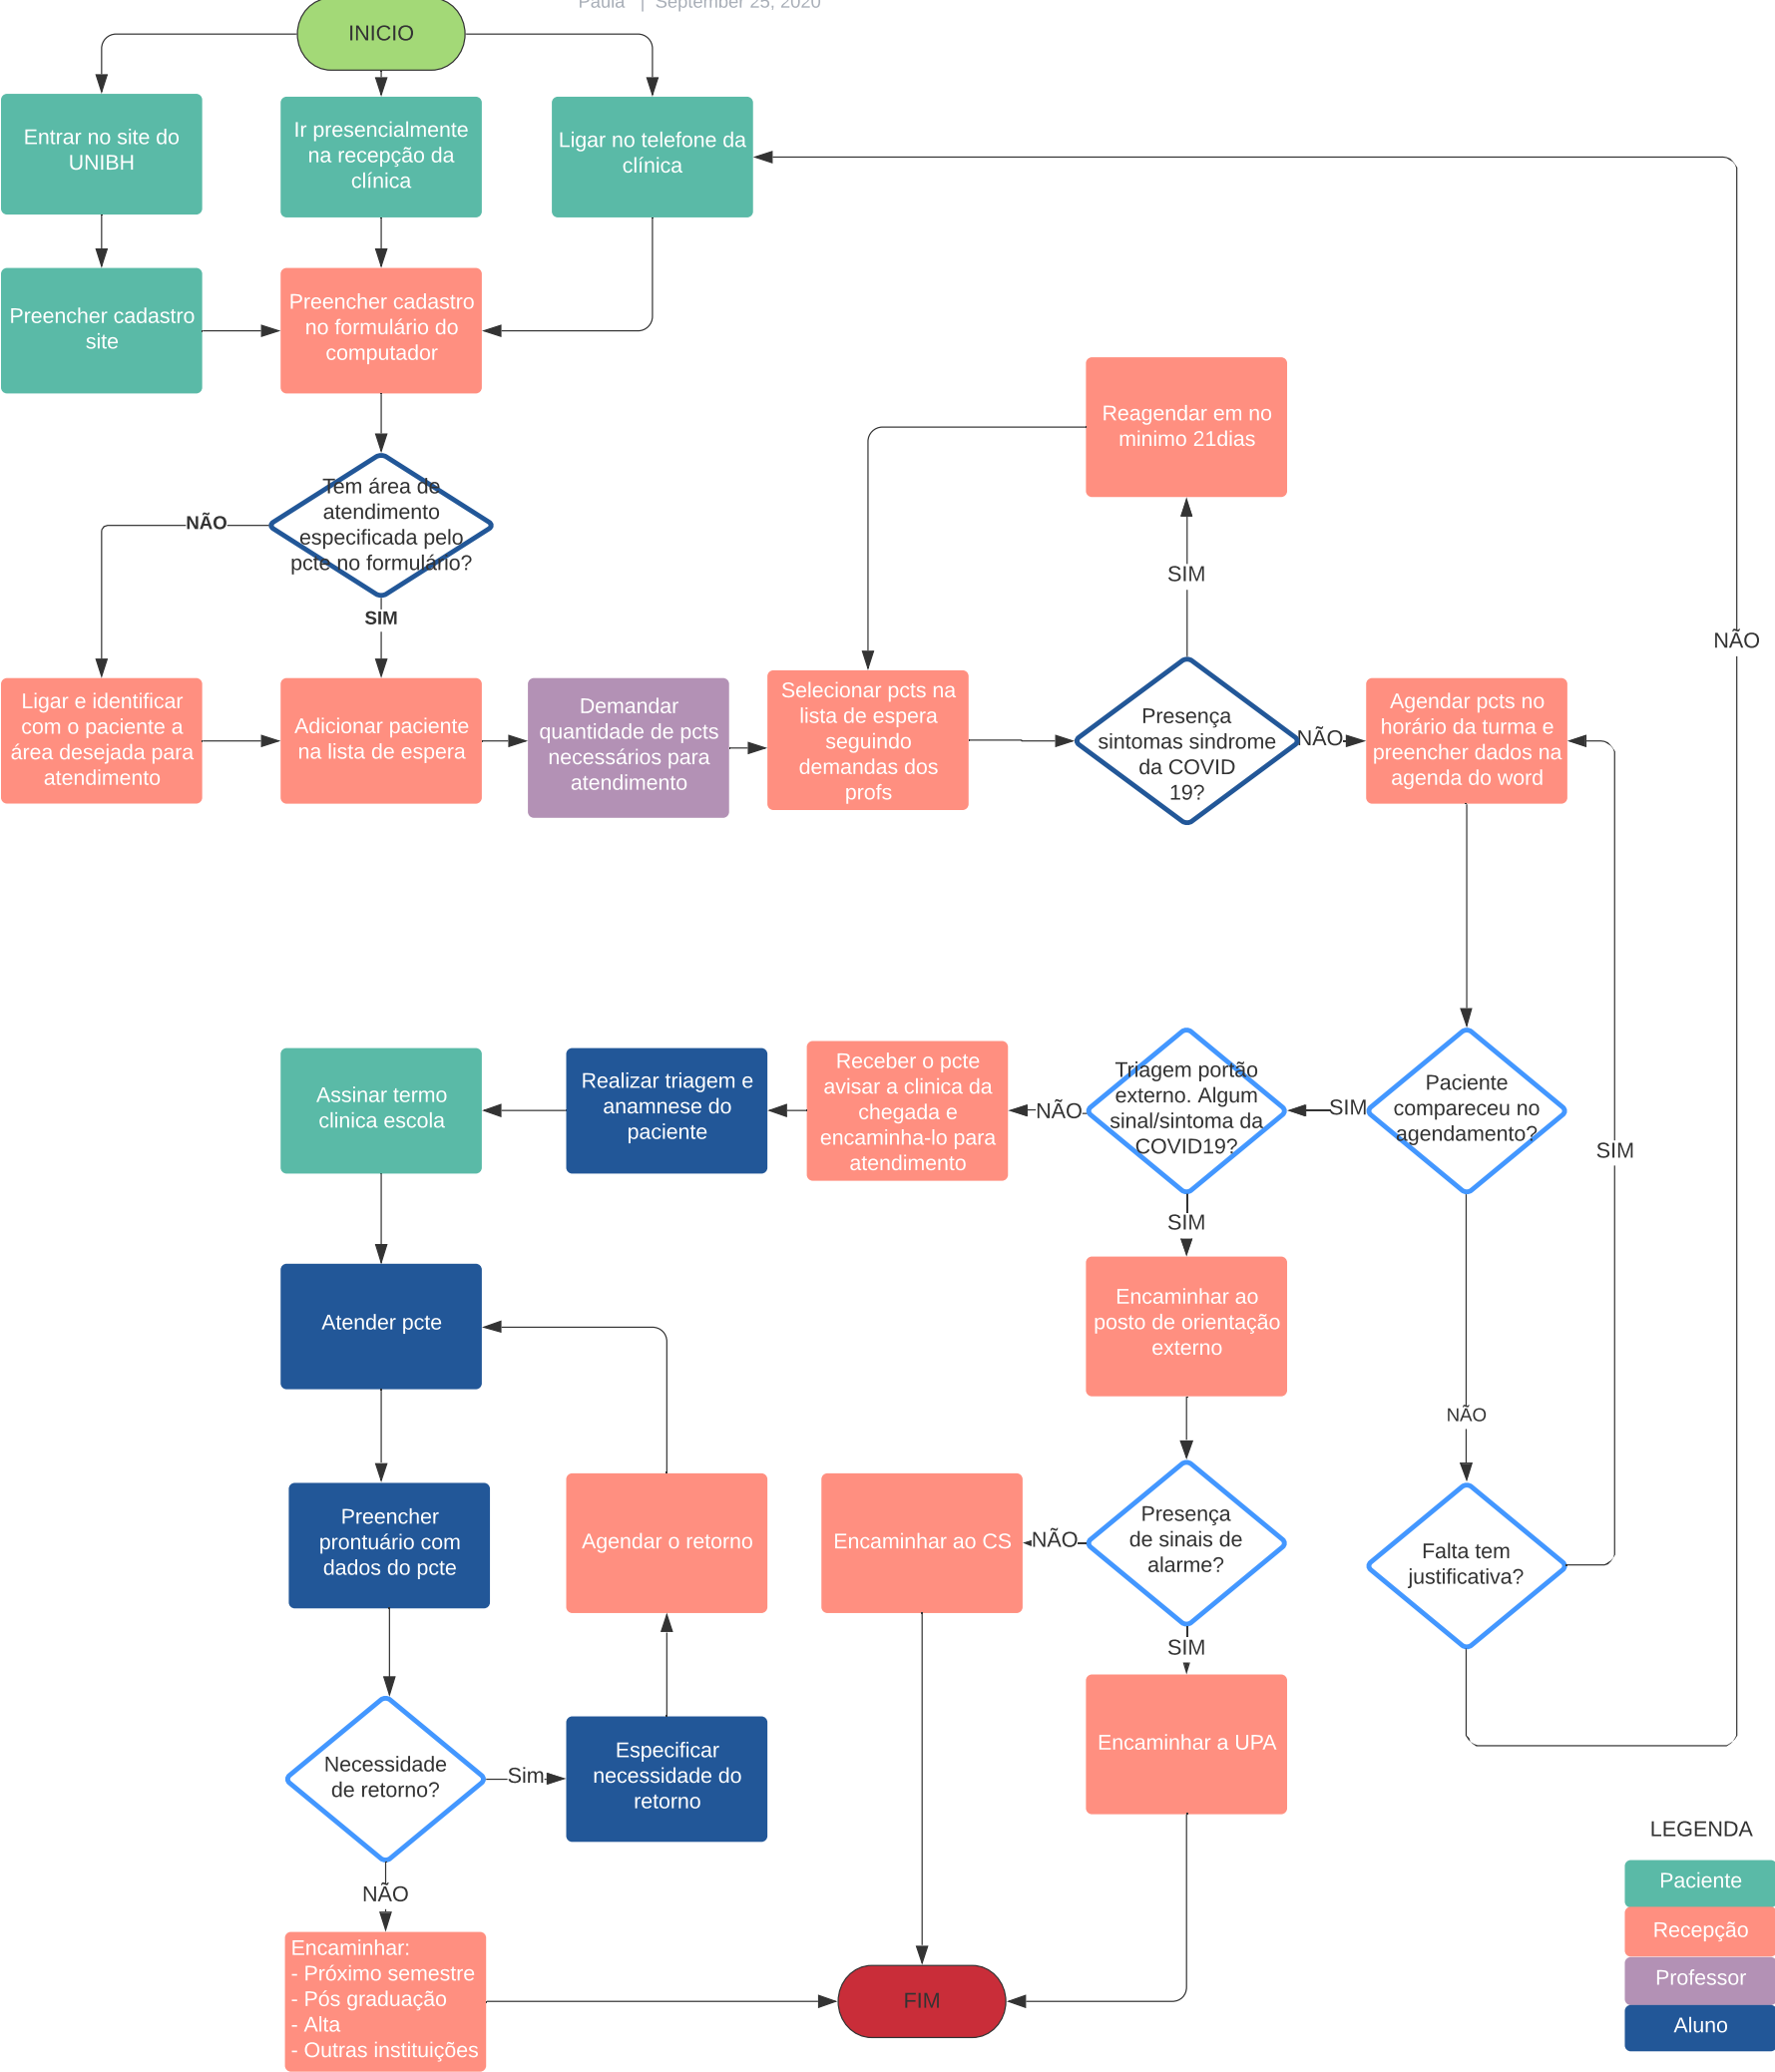 Paula | September 25, 2020
INICIO
Entrar no site do
UNIBH
Ir presencialmente
na recepção da
clínica
Ligar no telefone da
clínica
Preencher cadastro
site
Preencher cadastro
no formulário do
computador
Reagendar em no
minimo 21dias
Tem área de
atendimento
especificada pelo
pcte no formulário?
NÃO
SIM
SIM
NÃO
Ligar e identificar
com o paciente a
área desejada para
atendimento
Adicionar paciente
na lista de espera
Demandar
quantidade de pcts
necessários para
atendimento
Selecionar pcts na
lista de espera
seguindo
demandas dos
profs
Presença
sintomas sindrome
da COVID
19?
NÃO
Agendar pcts no
horário da turma e
preencher dados na
agenda do word
Assinar termo
clinica escola
Realizar triagem e
anamnese do
paciente
Receber o pcte
avisar a clinica da
chegada e
encaminha-lo para
atendimento
NÃO
Triagem portão
externo. Algum
sinal/sintoma da
COVID19?
SIM
Paciente
compareceu no
agendamento?
SIM
SIM
Atender pcte
Encaminhar ao
posto de orientação
externo
NÃO
Preencher
prontuário com
dados do pcte
Agendar o retorno
Encaminhar ao CS
NÃO
Presença
de sinais de
alarme?
Falta tem
justificativa?
SIM
Necessidade
de retorno?
Sim
Especificar
necessidade do
retorno
Encaminhar a UPA
NÃO
Encaminhar:
- Próximo semestre
- Pós graduação
- Alta
- Outras instituições
FIM
LEGENDA
Paciente
Recepção
Professor
Aluno